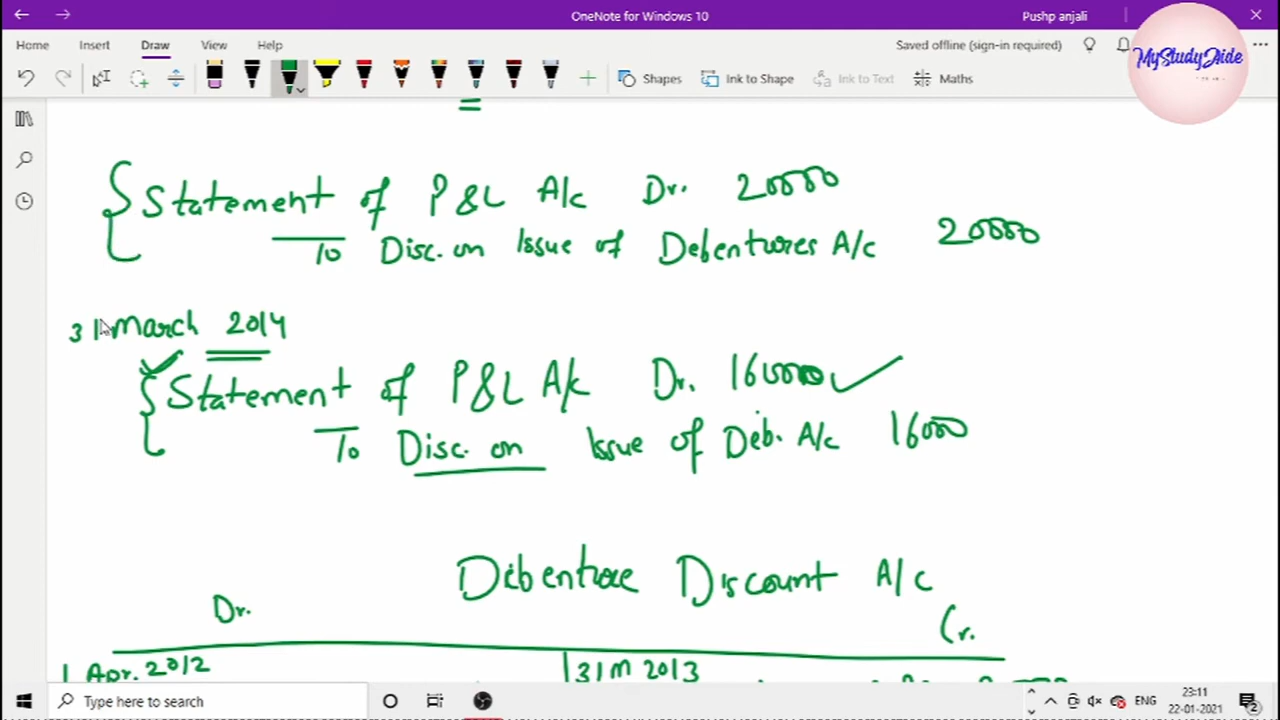 OneNote for Windows 10
Pushp anjali
Home Insert Draw View Help
Saved offline (sign-in required)
MyStudyAide
Shapes Ink to Shape Ink to Text Maths
Statement of P & L A/c Dr. 20000
To Disc. on Issue of Debentures A/c 20000
31 March 2014
Statement of P & L A/c Dr. 16000
To Disc. on Issue of Deb. A/c 16000
Debenture Discount A/c
Dr. Cr.
1 Apr. 2012 31 M 2013
Type here to search
ENG
23:11
22-01-2021
2